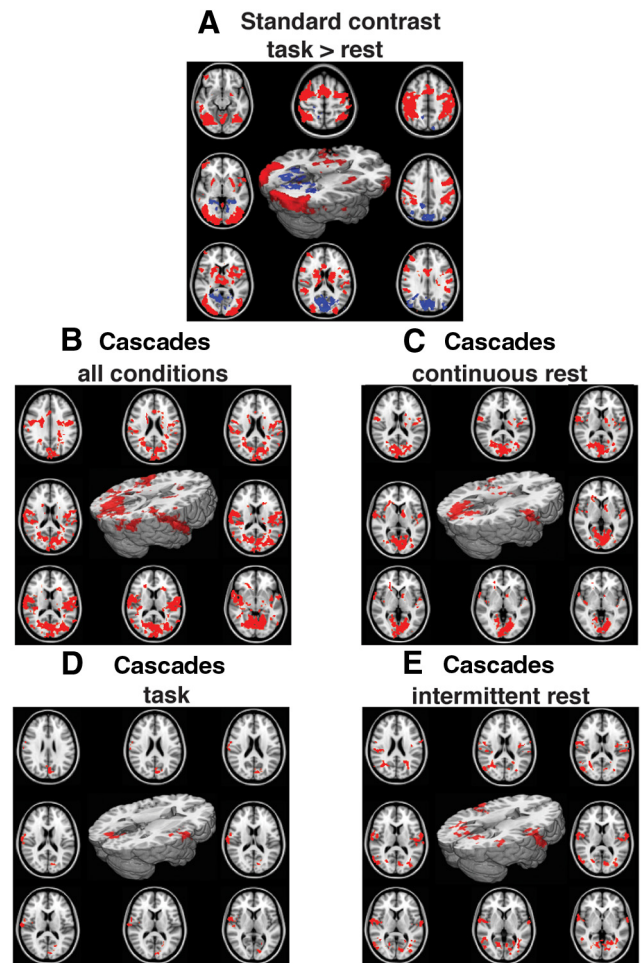 A Standard contrast
task > rest
B Cascades
all conditions
C Cascades
continuous rest
D Cascades
task
E Cascades
intermittent rest